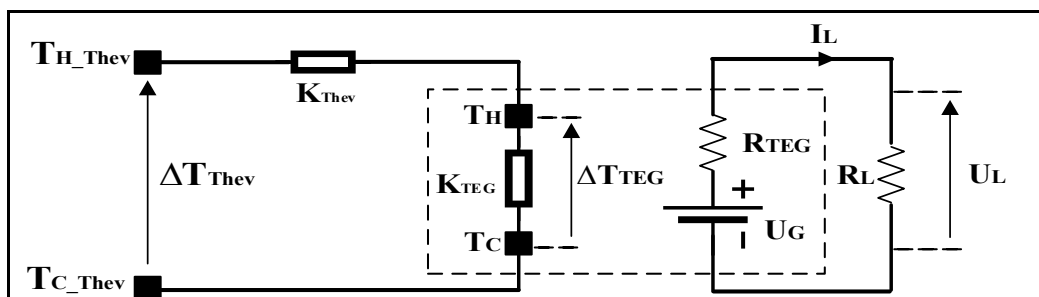 TH_Thev
KThev
IL
TH
RTEG
ΔTThev
KTEG
ΔTTEG
RL
UL
+
UG
-
TC
TC_Thev